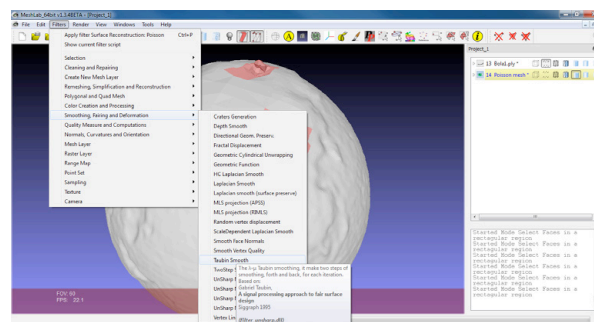 MeshLab_64bit v1.3.4BETA - [Project_1]
File Edit Filters Render View Windows Tools Help
Apply filter Surface Reconstruction: Poisson Ctrl+P
Show current filter script
Selection
Cleaning and Repairing
Create New Mesh Layer
Remeshing, Simplification and Reconstruction
Polygonal and Quad Mesh
Color Creation and Processing
Smoothing, Fairing and Deformation
Quality Measure and Computations
Normals, Curvatures and Orientation
Mesh Layer
Raster Layer
Range Map
Point Set
Sampling
Texture
Camera
Craters Generation
Depth Smooth
Directional Geom. Preserv.
Fractal Displacement
Geometric Cylindrical Unwrapping
Geometric Function
HC Laplacian Smooth
Laplacian Smooth
Laplacian smooth (surface preserve)
MLS projection (APSS)
MLS projection (RIMLS)
Random vertex displacement
ScaleDependent Laplacian Smooth
Smooth Face Normals
Smooth Vertex Quality
Taubin Smooth
TwoStep S
UnSharp
UnSharp
UnSharp
UnSharp
Vertex Lin
The λ-μ Taubin smoothing, it make two steps of
smoothing, forth and back, for each iteration.
Based on:
Gabriel Taubin,
A signal processing approach to fair surface
design
Siggraph 1995
Project_1
13 Bola1.ply *
14 Poisson mesh *
Started Mode Select Faces in a
rectagular region
Started Mode Select Faces in a
rectagular region
Started Mode Select Faces in a
rectagular region
Started Mode Select Faces in a
rectagular region
Started Mode Select Faces in a
rectagular region
FOV: 60
FPS: 22.1